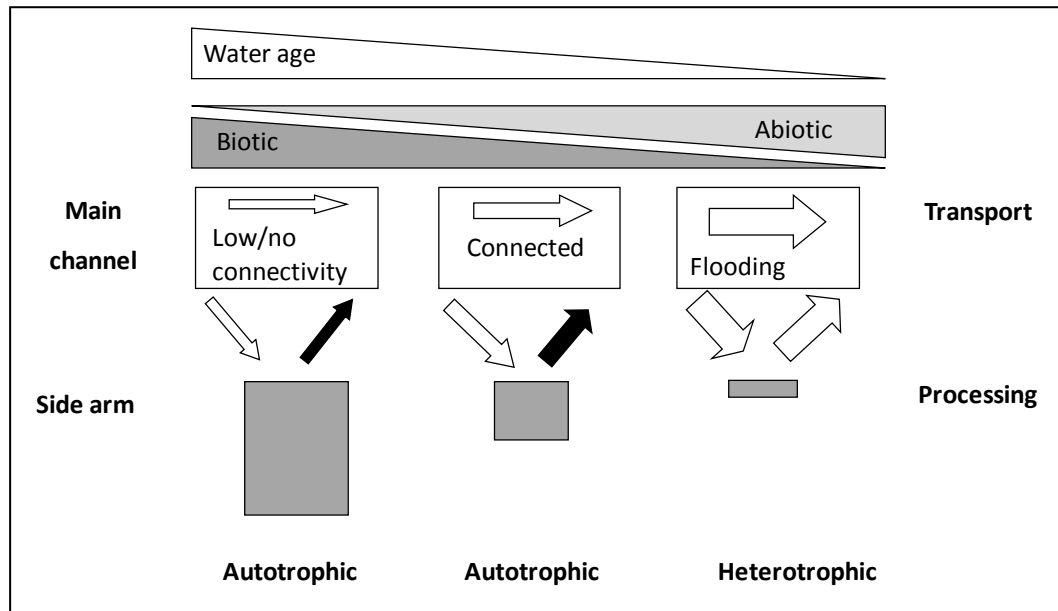 Water age
Abiotic
Biotic
Main
channel
Low/no
connectivity
Connected
Flooding
Transport
Side arm
Processing
Autotrophic
Autotrophic
Heterotrophic